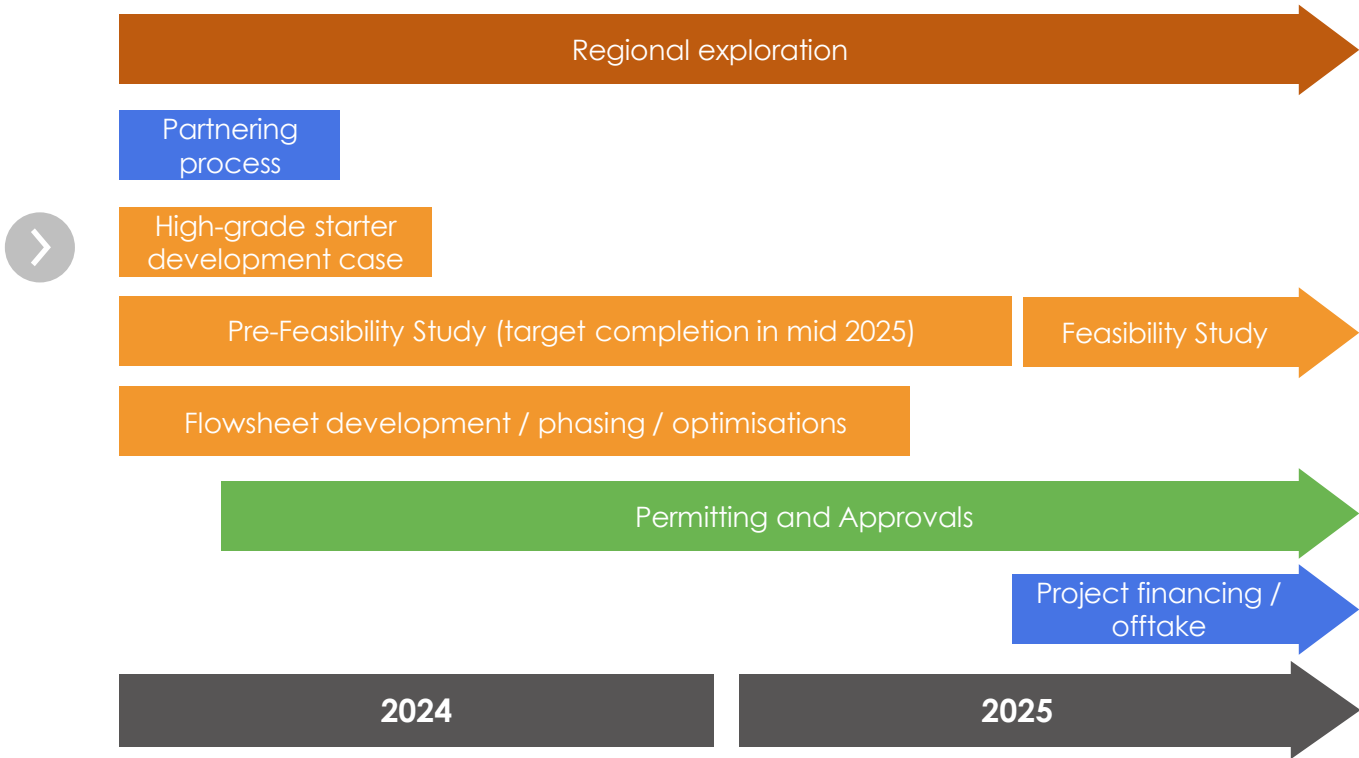 Regional exploration
Partnering
process
High-grade starter
development case
Pre-Feasibility Study (target completion in mid 2025)
Feasibility Study
Flowsheet development / phasing / optimisations
Permitting and Approvals
Project financing /
offtake
2024
2025